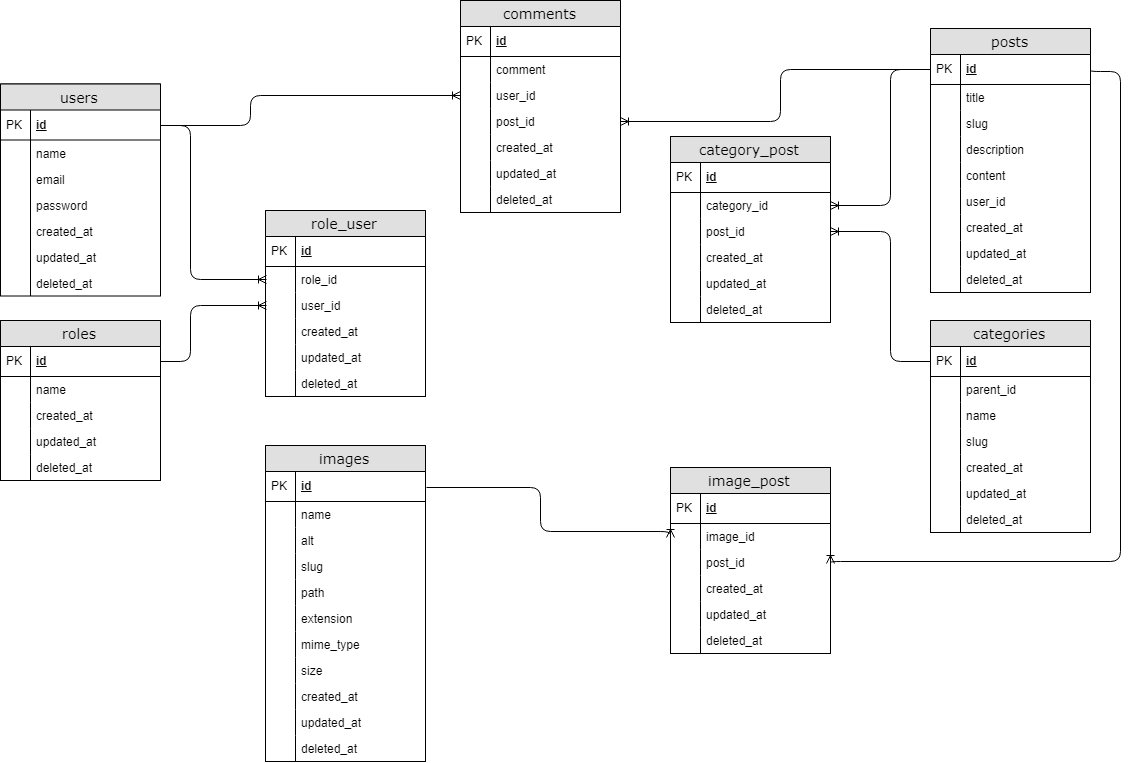 comments
PK id
comment
user_id
post_id
created_at
updated_at
deleted_at
posts
PK id
title
slug
description
content
user_id
created_at
updated_at
deleted_at
users
PK id
name
email
password
created_at
updated_at
deleted_at
category_post
PK id
category_id
post_id
created_at
updated_at
deleted_at
role_user
PK id
role_id
user_id
created_at
updated_at
deleted_at
roles
PK id
name
created_at
updated_at
deleted_at
categories
PK id
parent_id
name
slug
created_at
updated_at
deleted_at
images
PK id
name
alt
slug
path
extension
mime_type
size
created_at
updated_at
deleted_at
image_post
PK id
image_id
post_id
created_at
updated_at
deleted_at